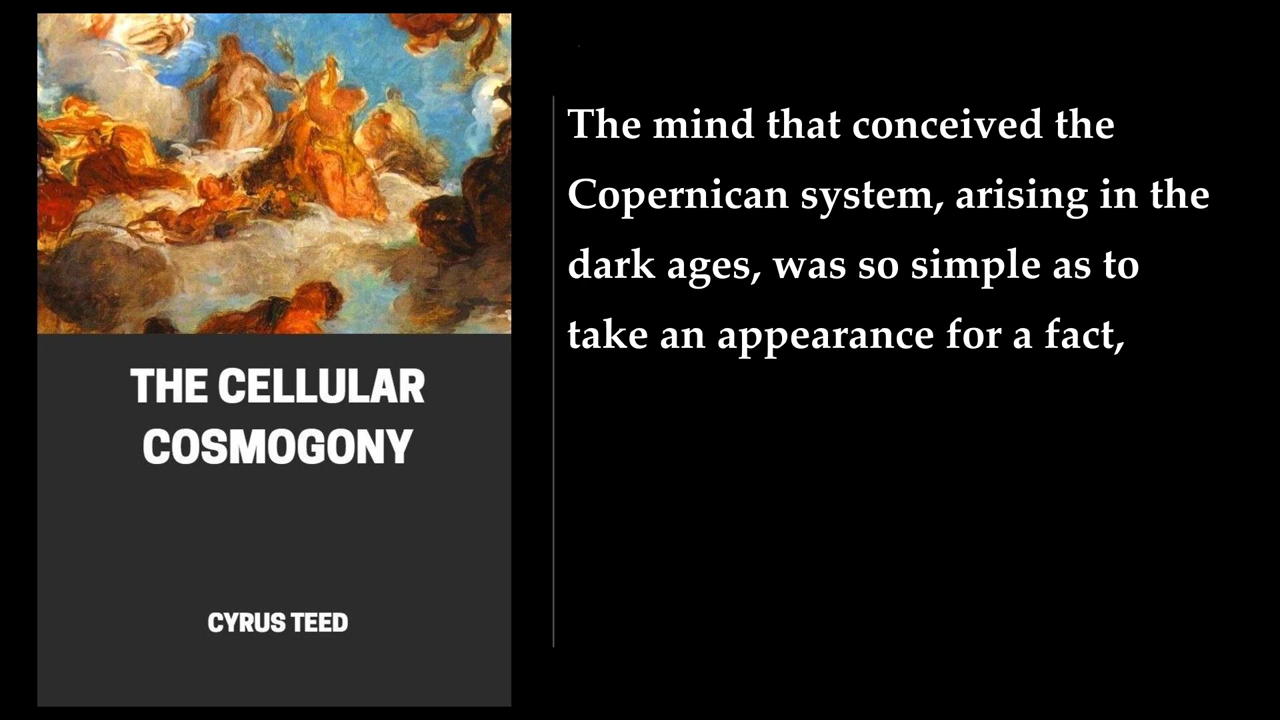 THE CELLULAR
COSMOGONY
CYRUS TEED
The mind that conceived the
Copernican system, arising in the
dark ages, was so simple as to
take an appearance for a fact,